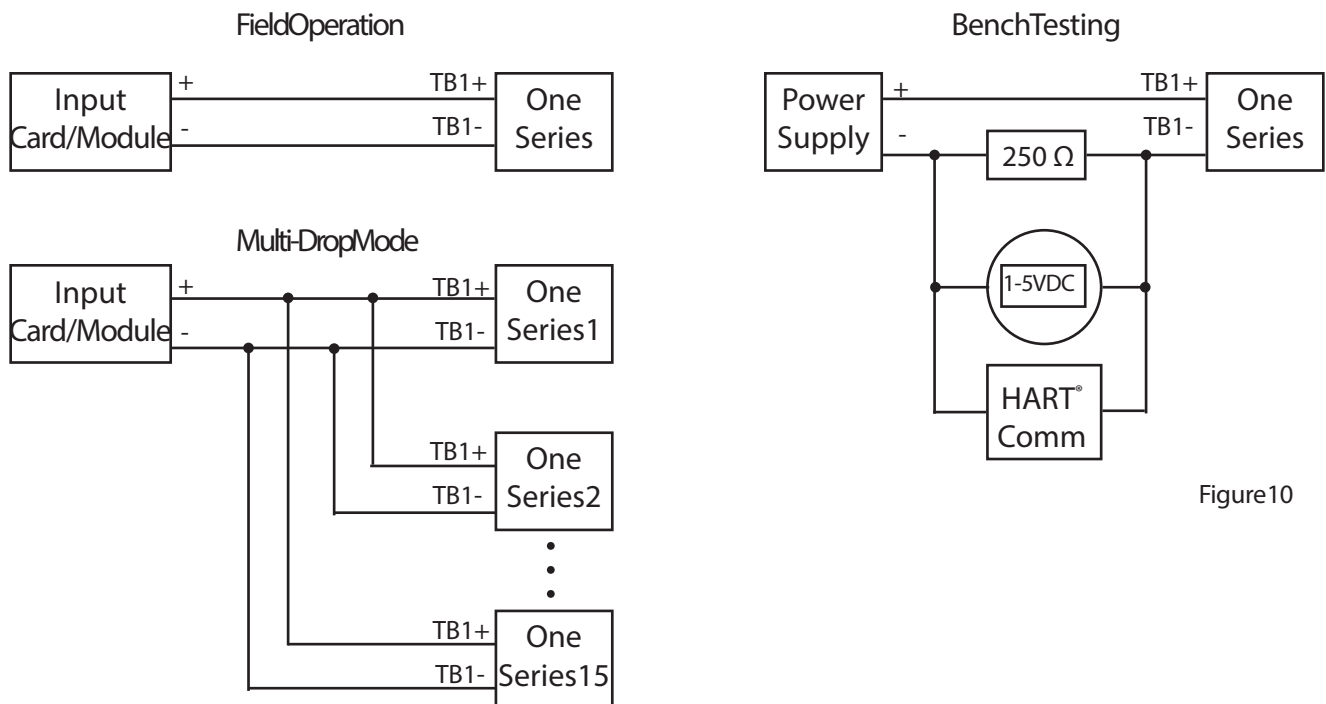 FieldOperation
Input
Card/Module
+
-
TB1+
TB1-
One
Series
Multi-DropMode
Input
Card/Module
+
-
TB1+
TB1-
One
Series1
TB1+
TB1-
One
Series2
TB1+
TB1-
One
Series15
BenchTesting
Power
Supply
+
-
TB1+
TB1-
One
Series
250 Ω
1-5VDC
HART®
Comm
Figure10